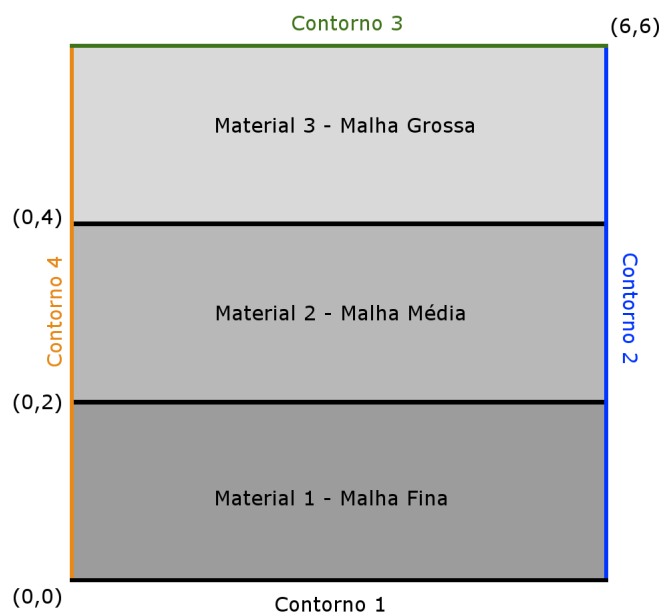 Contorno 3
(6,6)
Material 3 - Malha Grossa
(0,4)
Contorno 4
Material 2 - Malha Média
Contorno 2
(0,2)
Material 1 - Malha Fina
(0,0)
Contorno 1